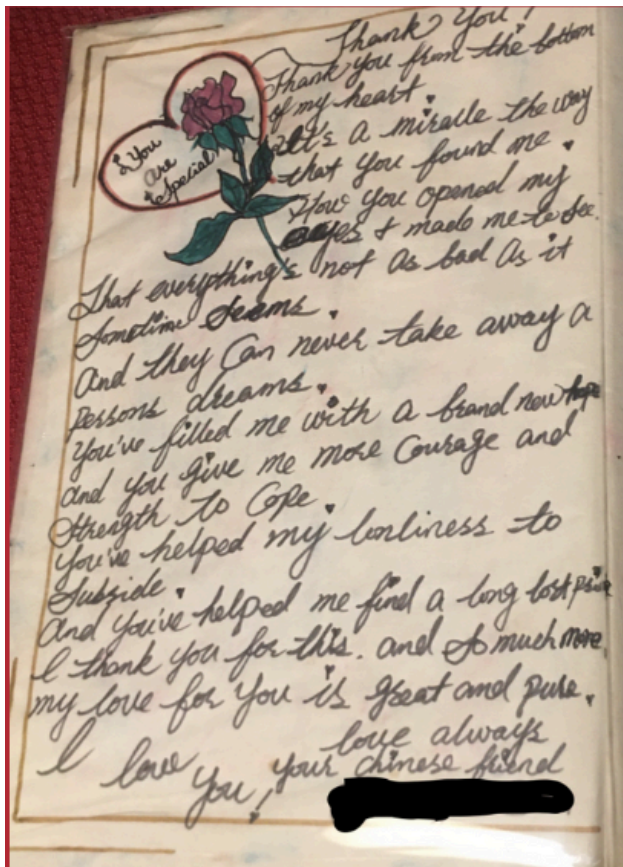 Thank You!
Thank you from the bottom
of my heart.
It's a miracle the way
that you found me.
How you opened my
eyes & made me to see.
You
are
Special
That everything's not as bad as it
sometime seems.
And they can never take away a
persons dreams.
You've filled me with a brand new hope
and you give me more courage and
strength to cope.
You've helped my lonliness to
subside.
And you've helped me find a long lost
I thank you for this. and so much more,
my love for you is great and pure.
I love you!
love always
your chinese friend